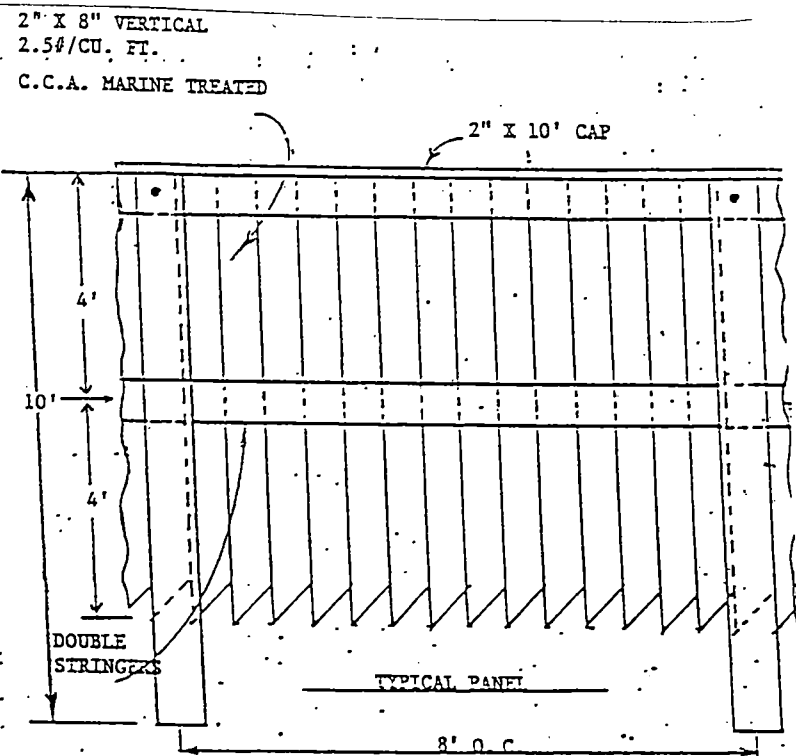 2" X 8" VERTICAL
2.5#/CU. FT.
C.C.A. MARINE TREATED
2" X 10' CAP
4'
10'
4'
DOUBLE
STRINGERS
TYPICAL PANEL
8' O.C.